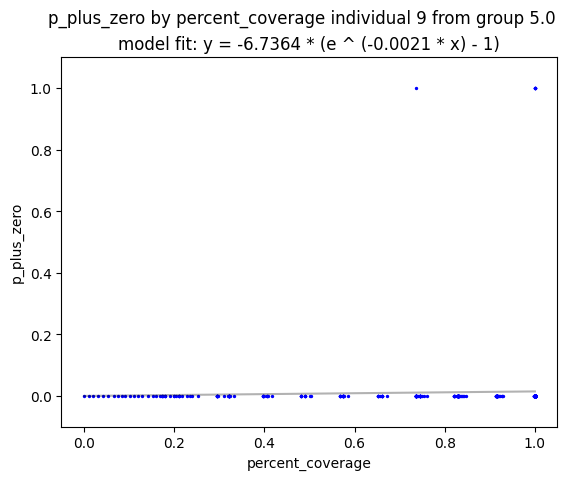 p_plus_zero by percent_coverage individual 9 from group 5.0
model fit: y = -6.7364 * (e ^ (-0.0021 * x) - 1)
1.0
0.8
0.6
0.4
0.2
0.0
p_plus_zero
0.0 0.2 0.4 0.6 0.8 1.0
percent_coverage